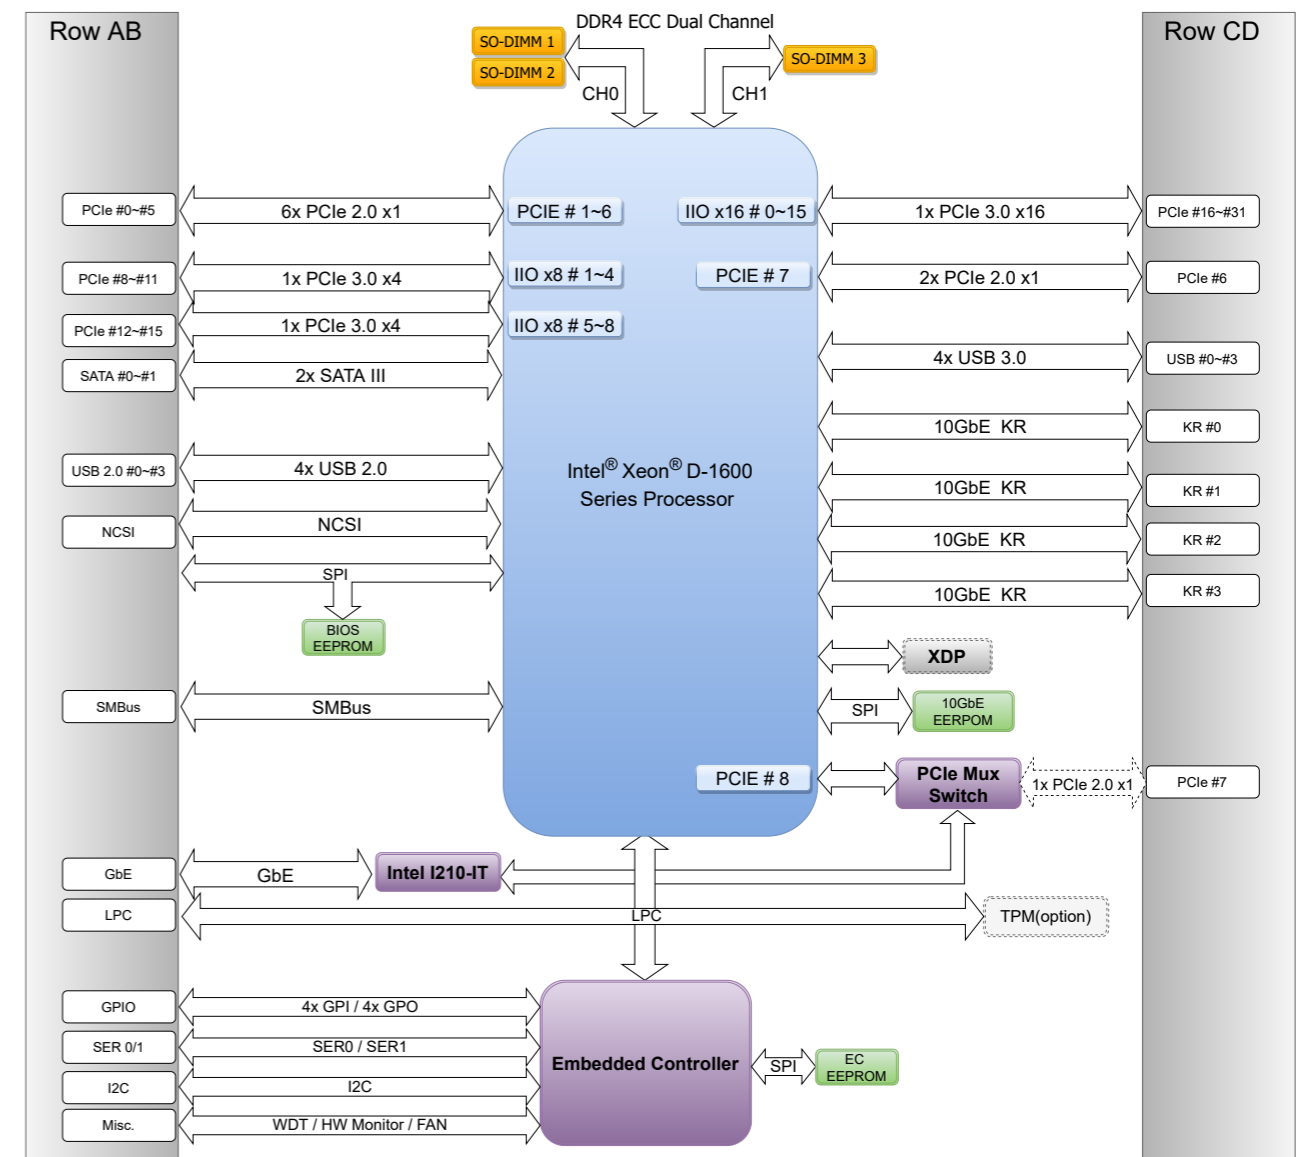 Row AB
DDR4 ECC Dual Channel
Row CD
SO-DIMM 1
SO-DIMM 2
SO-DIMM 3
CH0
CH1
PCIe #0~#5
6x PCIe 2.0 x1
PCIE # 1~6
IIO x16 # 0~15
1x PCIe 3.0 x16
PCIe #16~#31
PCIe #8~#11
1x PCIe 3.0 x4
IIO x8 # 1~4
PCIE # 7
2x PCIe 2.0 x1
PCIe #6
PCIe #12~#15
1x PCIe 3.0 x4
IIO x8 # 5~8
4x USB 3.0
USB #0~#3
SATA #0~#1
2x SATA III
10GbE KR
KR #0
USB 2.0 #0~#3
4x USB 2.0
Intel® Xeon® D-1600
Series Processor
10GbE KR
KR #1
NCSI
NCSI
10GbE KR
KR #2
SPI
10GbE KR
KR #3
BIOS
EEPROM
XDP
SMBus
SMBus
SPI
10GbE
EERPOM
PCIE # 8
PCIe Mux
Switch
1x PCIe 2.0 x1
PCIe #7
GbE
GbE
Intel I210-IT
LPC
LPC
TPM(option)
GPIO
4x GPI / 4x GPO
SER 0/1
SER0 / SER1
Embedded Controller
SPI
EC
EEPROM
I2C
I2C
Misc.
WDT / HW Monitor / FAN